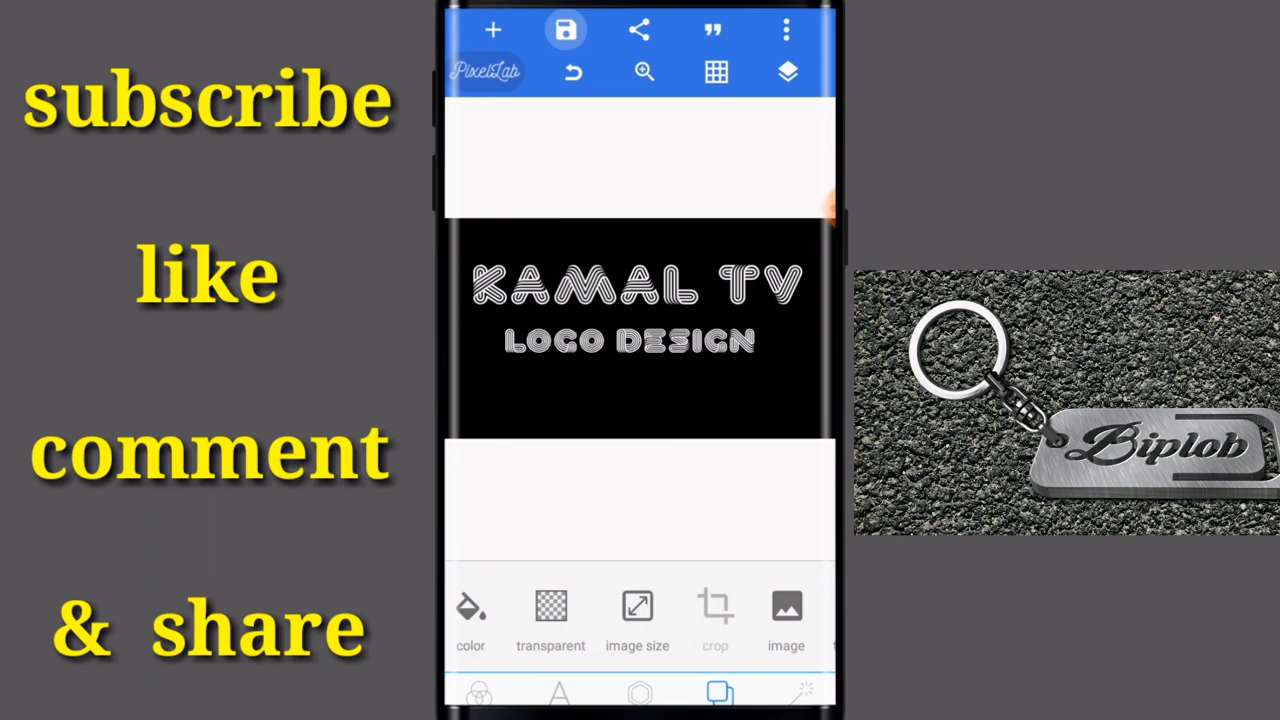 subscribe
like
comment
& share
PixelLab
KAMAL TV
LOGO DESIGN
color
transparent
image size
crop
image
Biplob